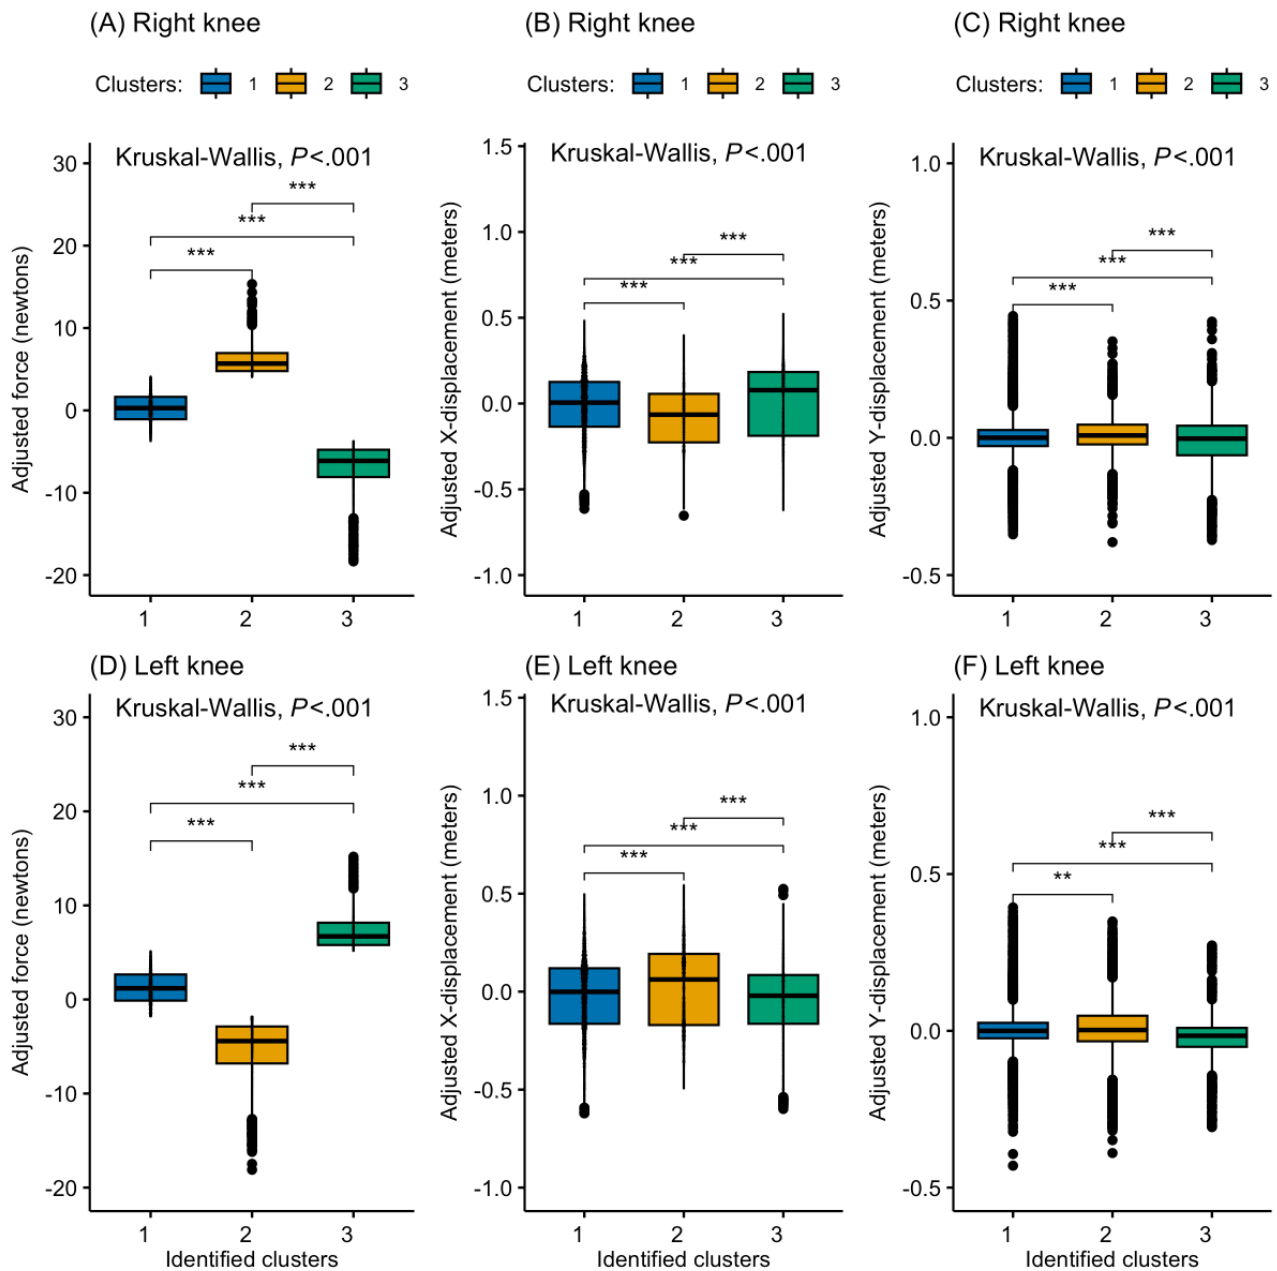 (A) Right knee
Clusters: 1 2 3
Kruskal-Wallis, P<.001
***
***
***
Adjusted force (newtons)
30
20
10
0
-10
-20
1 2 3
(B) Right knee
Clusters: 1 2 3
Kruskal-Wallis, P<.001
***
***
***
Adjusted X-displacement (meters)
1.5
1.0
0.5
0.0
-0.5
-1.0
1 2 3
(C) Right knee
Clusters: 1 2 3
Kruskal-Wallis, P<.001
***
***
***
Adjusted Y-displacement (meters)
1.0
0.5
0.0
-0.5
1 2 3
(D) Left knee
Kruskal-Wallis, P<.001
***
***
***
Adjusted force (newtons)
30
20
10
0
-10
-20
1 2 3
Identified clusters
(E) Left knee
Kruskal-Wallis, P<.001
***
***
***
Adjusted X-displacement (meters)
1.5
1.0
0.5
0.0
-0.5
-1.0
1 2 3
Identified clusters
(F) Left knee
Kruskal-Wallis, P<.001
***
***
**
Adjusted Y-displacement (meters)
1.0
0.5
0.0
-0.5
1 2 3
Identified clusters